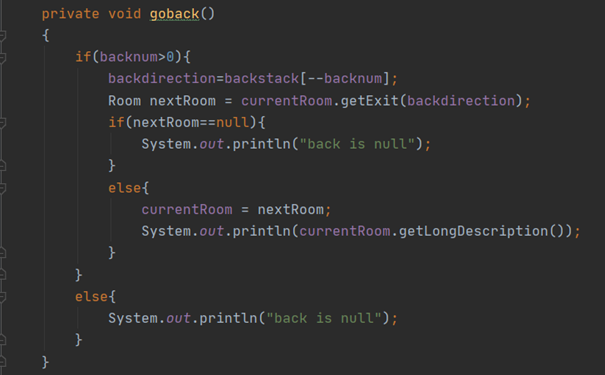 private void goback()
{
    if(backnum>0){
        backdirection=backstack[--backnum];
        Room nextRoom = currentRoom.getExit(backdirection);
        if(nextRoom==null){
            System.out.println("back is null");
        }
        else{
            currentRoom = nextRoom;
            System.out.println(currentRoom.getLongDescription());
        }
    }
    else{
        System.out.println("back is null");
    }
}